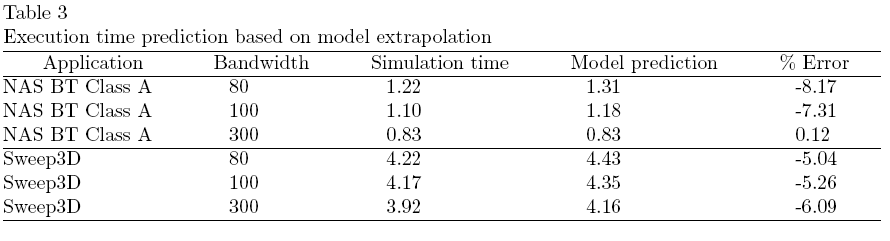 Table 3
Execution time prediction based on model extrapolation
Application Bandwidth Simulation time Model prediction % Error
NAS BT Class A 80 1.22 1.31 -8.17
NAS BT Class A 100 1.10 1.18 -7.31
NAS BT Class A 300 0.83 0.83 0.12
Sweep3D 80 4.22 4.43 -5.04
Sweep3D 100 4.17 4.35 -5.26
Sweep3D 300 3.92 4.16 -6.09